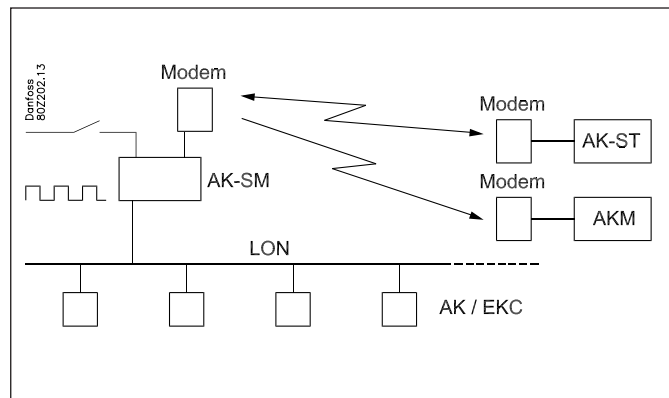 Danfoss
80Z202.13
Modem
Modem
AK-ST
AK-SM
Modem
AKM
LON
AK / EKC